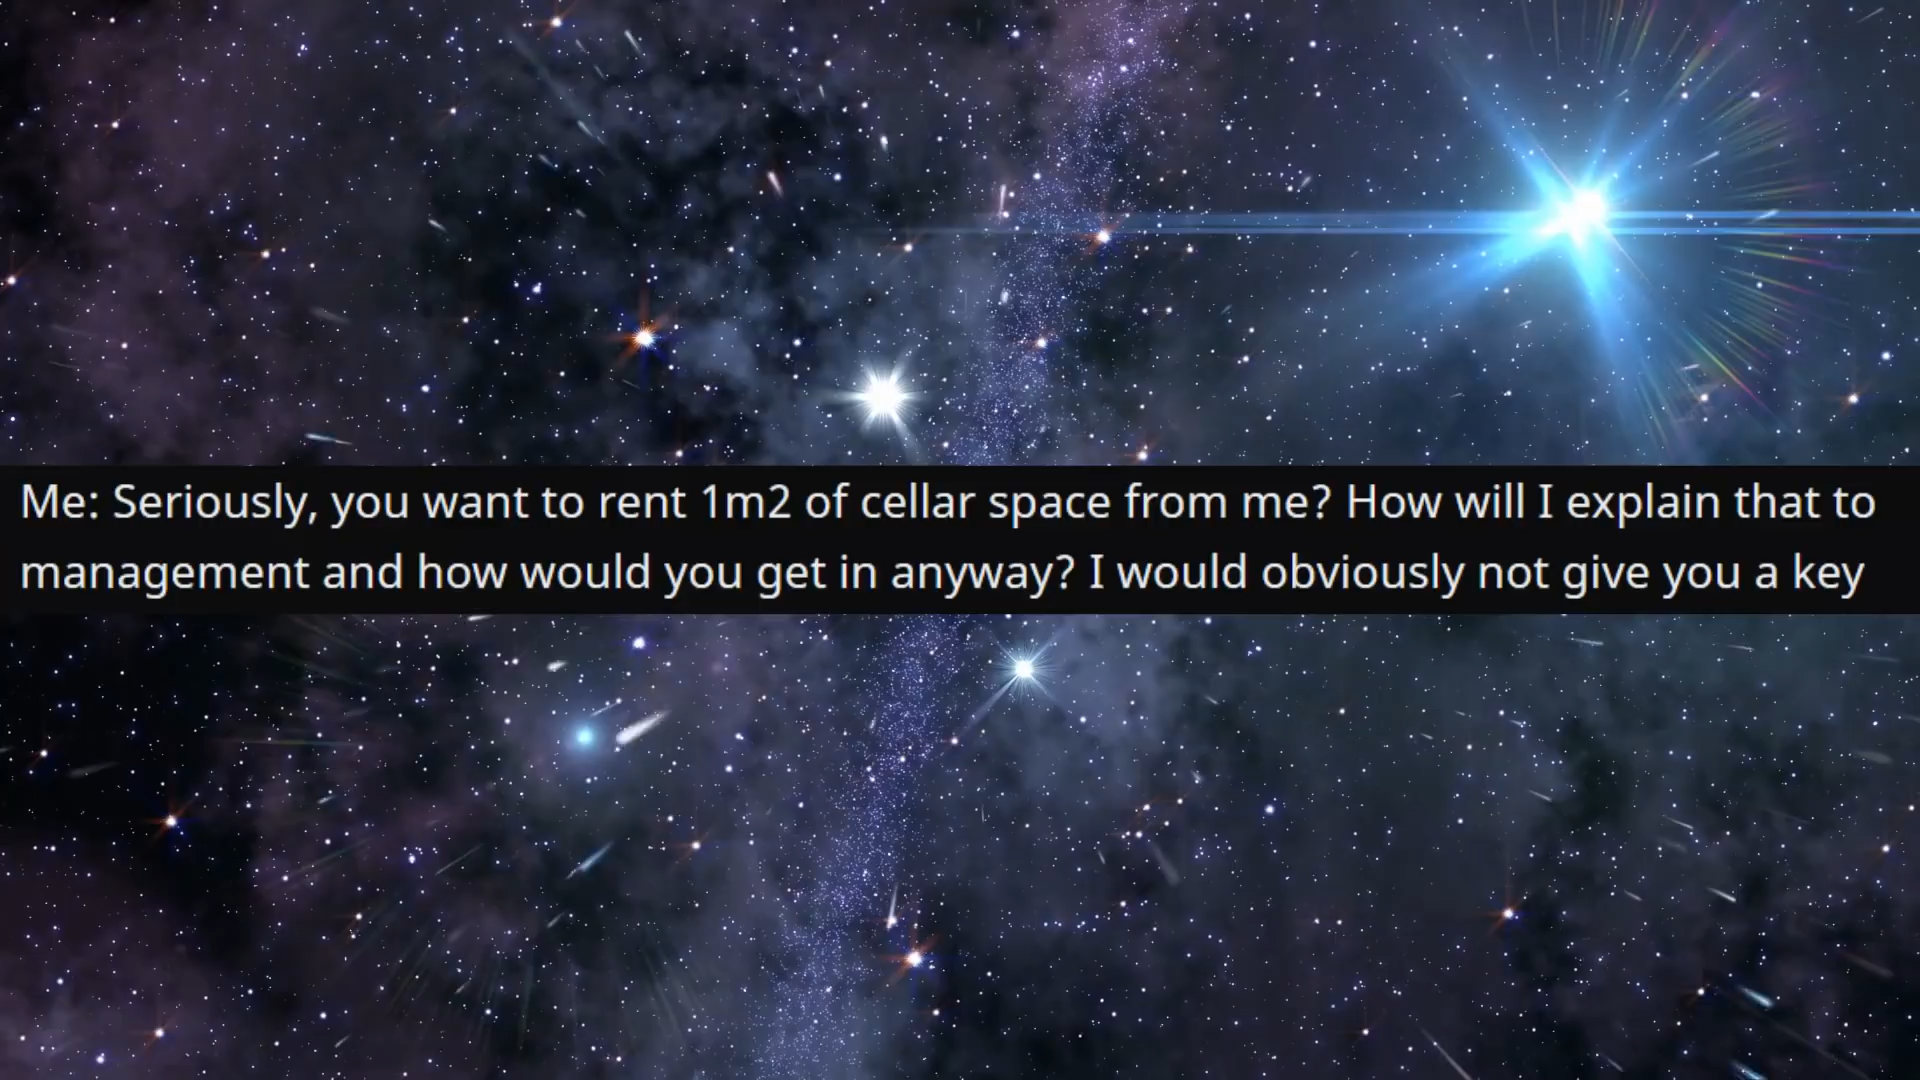 Me: Seriously, you want to rent 1m2 of cellar space from me? How will I explain that to
management and how would you get in anyway? I would obviously not give you a key